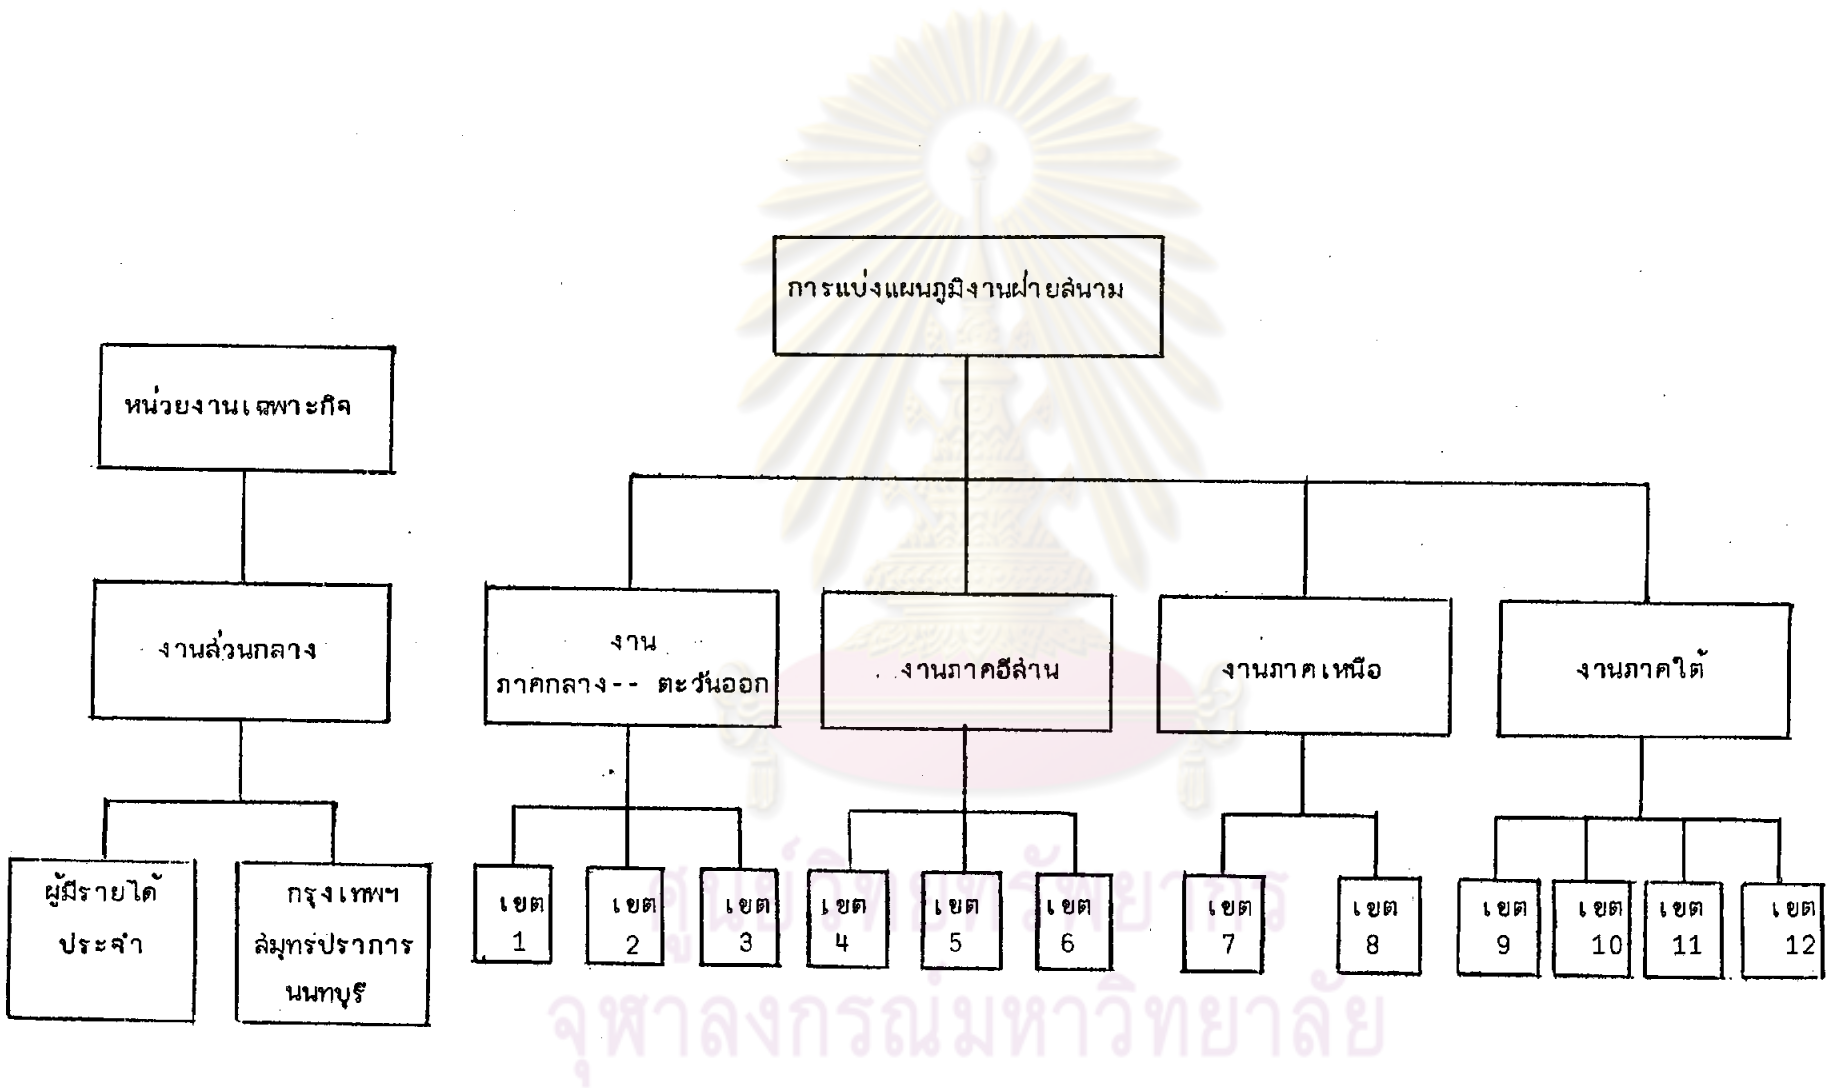 การแบ่งแผนภูมิงานฝ่ายสนาม
หน่วยงานเฉพาะกิจ
งานส่วนกลาง
งาน
ภาคกลาง-- ตะวันออก
งานภาคอีสาน
งานภาคเหนือ
งานภาคใต้
ผู้มีรายได้
ประจำ
กรุงเทพฯ
สมุทรปราการ
นนทบุรี
เขต
1
เขต
2
เขต
3
เขต
4
เขต
5
เขต
6
เขต
7
เขต
8
เขต
9
เขต
10
เขต
11
เขต
12
ศูนย์วิทยทรัพยากร
จุฬาลงกรณ์มหาวิทยาลัย